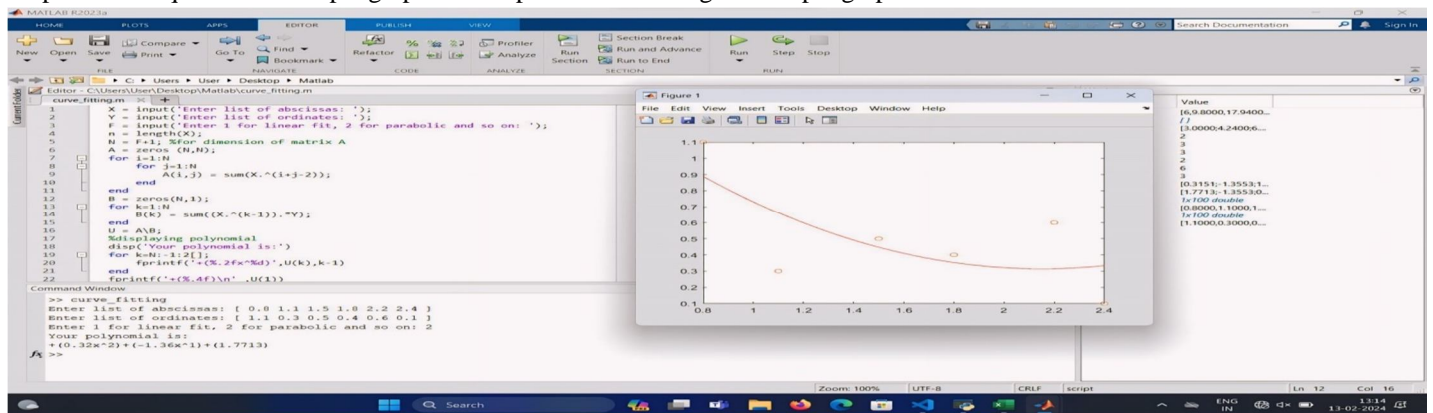 MATLAB R2023a
HOME PLOTS APPS EDITOR PUBLISH VIEW Search Documentation Sign In
New Open Save Compare Print Go To Find Bookmark Refactor Profiler Analyze Run Section Section Break Run and Advance Run to End Run Step Stop
FILE NAVIGATE CODE ANALYZE SECTION RUN
C: Users User Desktop Matlab
Current Folder
Editor - C:\Users\User\Desktop\Matlab\curve_fitting.m
curve_fitting.m
1 X = input('Enter list of abscissas: ');
2 Y = input('Enter list of ordinates: ');
3 F = input('Enter 1 for linear fit, 2 for parabolic and so on: ');
4 n = length(X);
5 N = F+1; %for dimension of matrix A
6 A = zeros (N,N);
7 for i=1:N
8 for j=1:N
9 A(i,j) = sum(X.^(i+j-2));
10 end
11 end
12 B = zeros(N,1);
13 for k=1:N
14 B(k) = sum((X.^(k-1)).*Y);
15 end
16 U = A\B;
17 %displaying polynomial
18 disp('Your polynomial is:')
19 for k=N:-1:2[];
20 fprintf('+(%.2fx^%d)',U(k),k-1)
21 end
22 fprintf('+(%.4f)\n' ,U(1))
Command Window
>> curve_fitting
Enter list of abscissas: [ 0.8 1.1 1.5 1.8 2.2 2.4 ]
Enter list of ordinates: [ 1.1 0.3 0.5 0.4 0.6 0.1 ]
Enter 1 for linear fit, 2 for parabolic and so on: 2
Your polynomial is:
+(0.32x^2)+(-1.36x^1)+(1.7713)
fx >>
Figure 1
File Edit View Insert Tools Desktop Window Help
1.1
1
0.9
0.8
0.7
0.6
0.5
0.4
0.3
0.2
0.1
0.8 1 1.2 1.4 1.6 1.8 2 2.2 2.4
Value
[6,9.8000,17.9400...
[]
[3.0000;4.2400;6....
2
3
3
2
6
3
[0.3151;-1.3553;1...
[1.7713;-1.3553;0...
1x100 double
[0.8000,1.1000,1....
1x100 double
[1.1000,0.3000,0....
Zoom: 100% UTF-8 CRLF script Ln 12 Col 16
Search
ENG
IN
13:14
13-02-2024